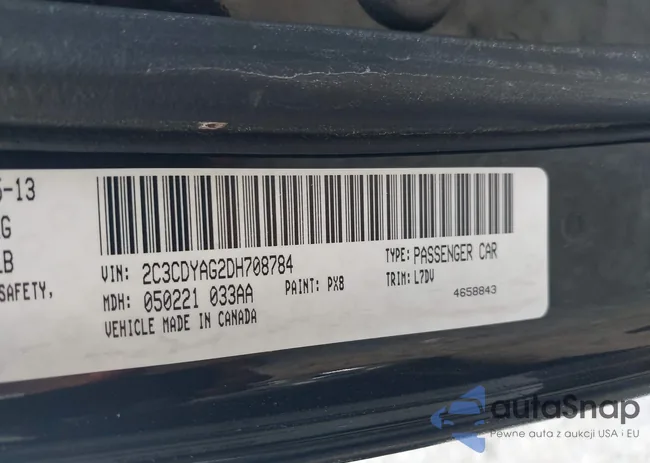 5-13
G
LB
SAFETY,
VIN: 2C3CDYAG2DH708784
TYPE: PASSENGER CAR
MDH: 050221 033AA
PAINT: PX8
TRIM: L7DV
VEHICLE MADE IN CANADA
4658843
autaSnap
Pewne auta z aukcji USA i EU